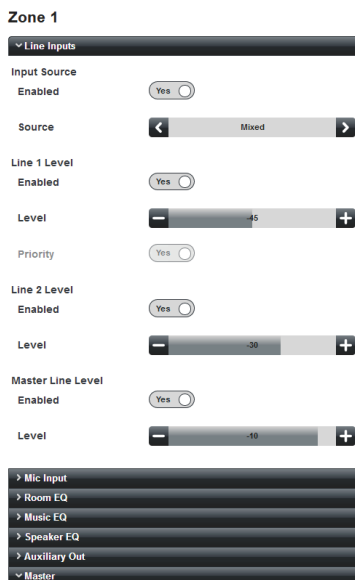 Zone 1
Line Inputs
Input Source
Enabled Yes
Source Mixed
Line 1 Level
Enabled Yes
Level -45
Priority Yes
Line 2 Level
Enabled Yes
Level -30
Master Line Level
Enabled Yes
Level -10
Mic Input
Room EQ
Music EQ
Speaker EQ
Auxiliary Out
Master